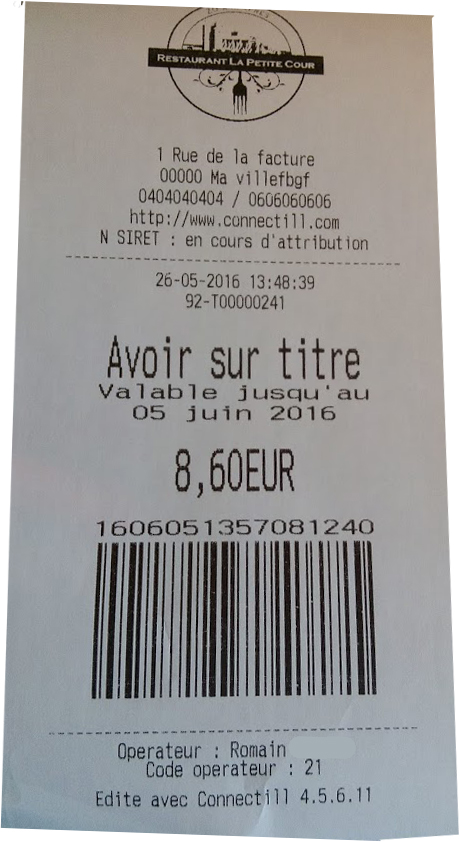 RESTAURANT LA PETITE COUR
1 Rue de la facture
00000 Ma villefbgf
0404040404 / 0606060606
http://www.connectill.com
N SIRET : en cours d'attribution
26-05-2016 13:48:39
92-T00000241
Avoir sur titre
Valable jusqu'au
05 juin 2016
8,60EUR
1606051357081240
Operateur : Romain
Code operateur : 21
Edite avec Connectill 4.5.6.11